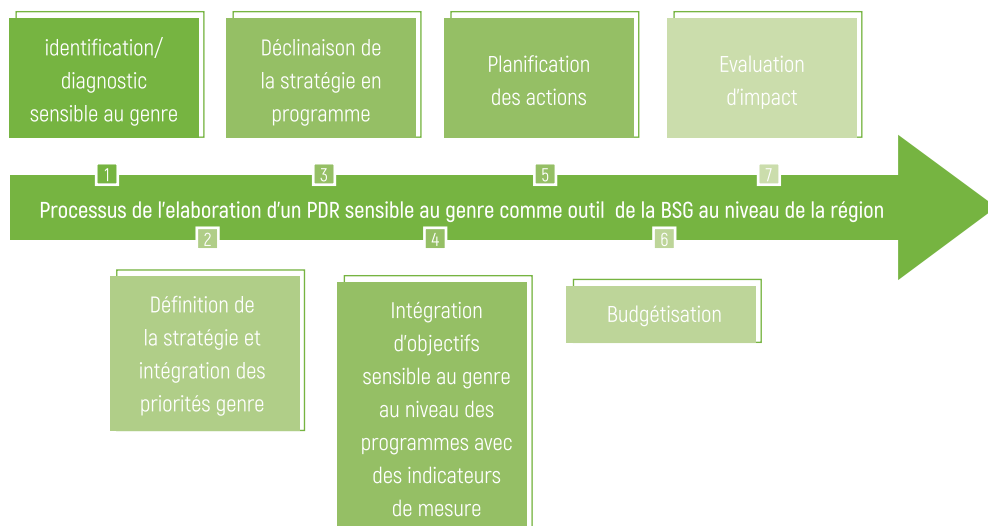 identification/
diagnostic
sensible au genre
Déclinaison de
la stratégie en
programme
Planification
des actions
Evaluation
d'impact
1
3
5
7
Processus de l'elaboration d'un PDR sensible au genre comme outil de la BSG au niveau de la région
2
4
6
Définition de
la stratégie et
intégration des
priorités genre
Intégration
d'objectifs
sensible au genre
au niveau des
programmes avec
des indicateurs
de mesure
Budgétisation